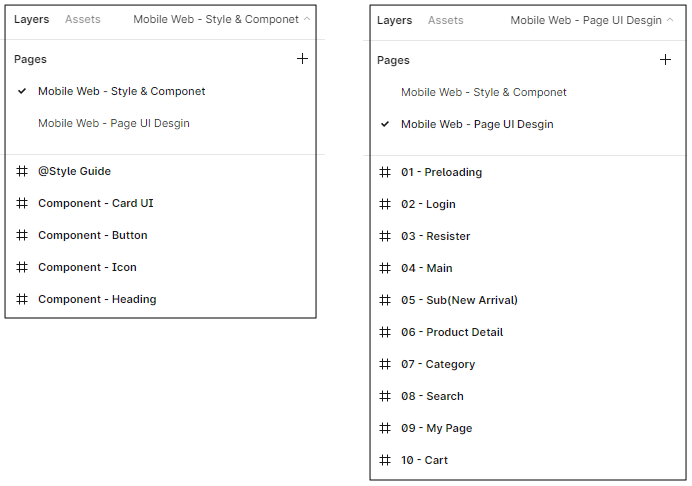 Layers Assets Mobile Web - Style & Componet
Pages
Mobile Web - Style & Componet
Mobile Web - Page UI Desgin
@Style Guide
Component - Card UI
Component - Button
Component - Icon
Component - Heading
Layers Assets Mobile Web - Page UI Desgin
Pages
Mobile Web - Style & Componet
Mobile Web - Page UI Desgin
01 - Preloading
02 - Login
03 - Resister
04 - Main
05 - Sub(New Arrival)
06 - Product Detail
07 - Category
08 - Search
09 - My Page
10 - Cart